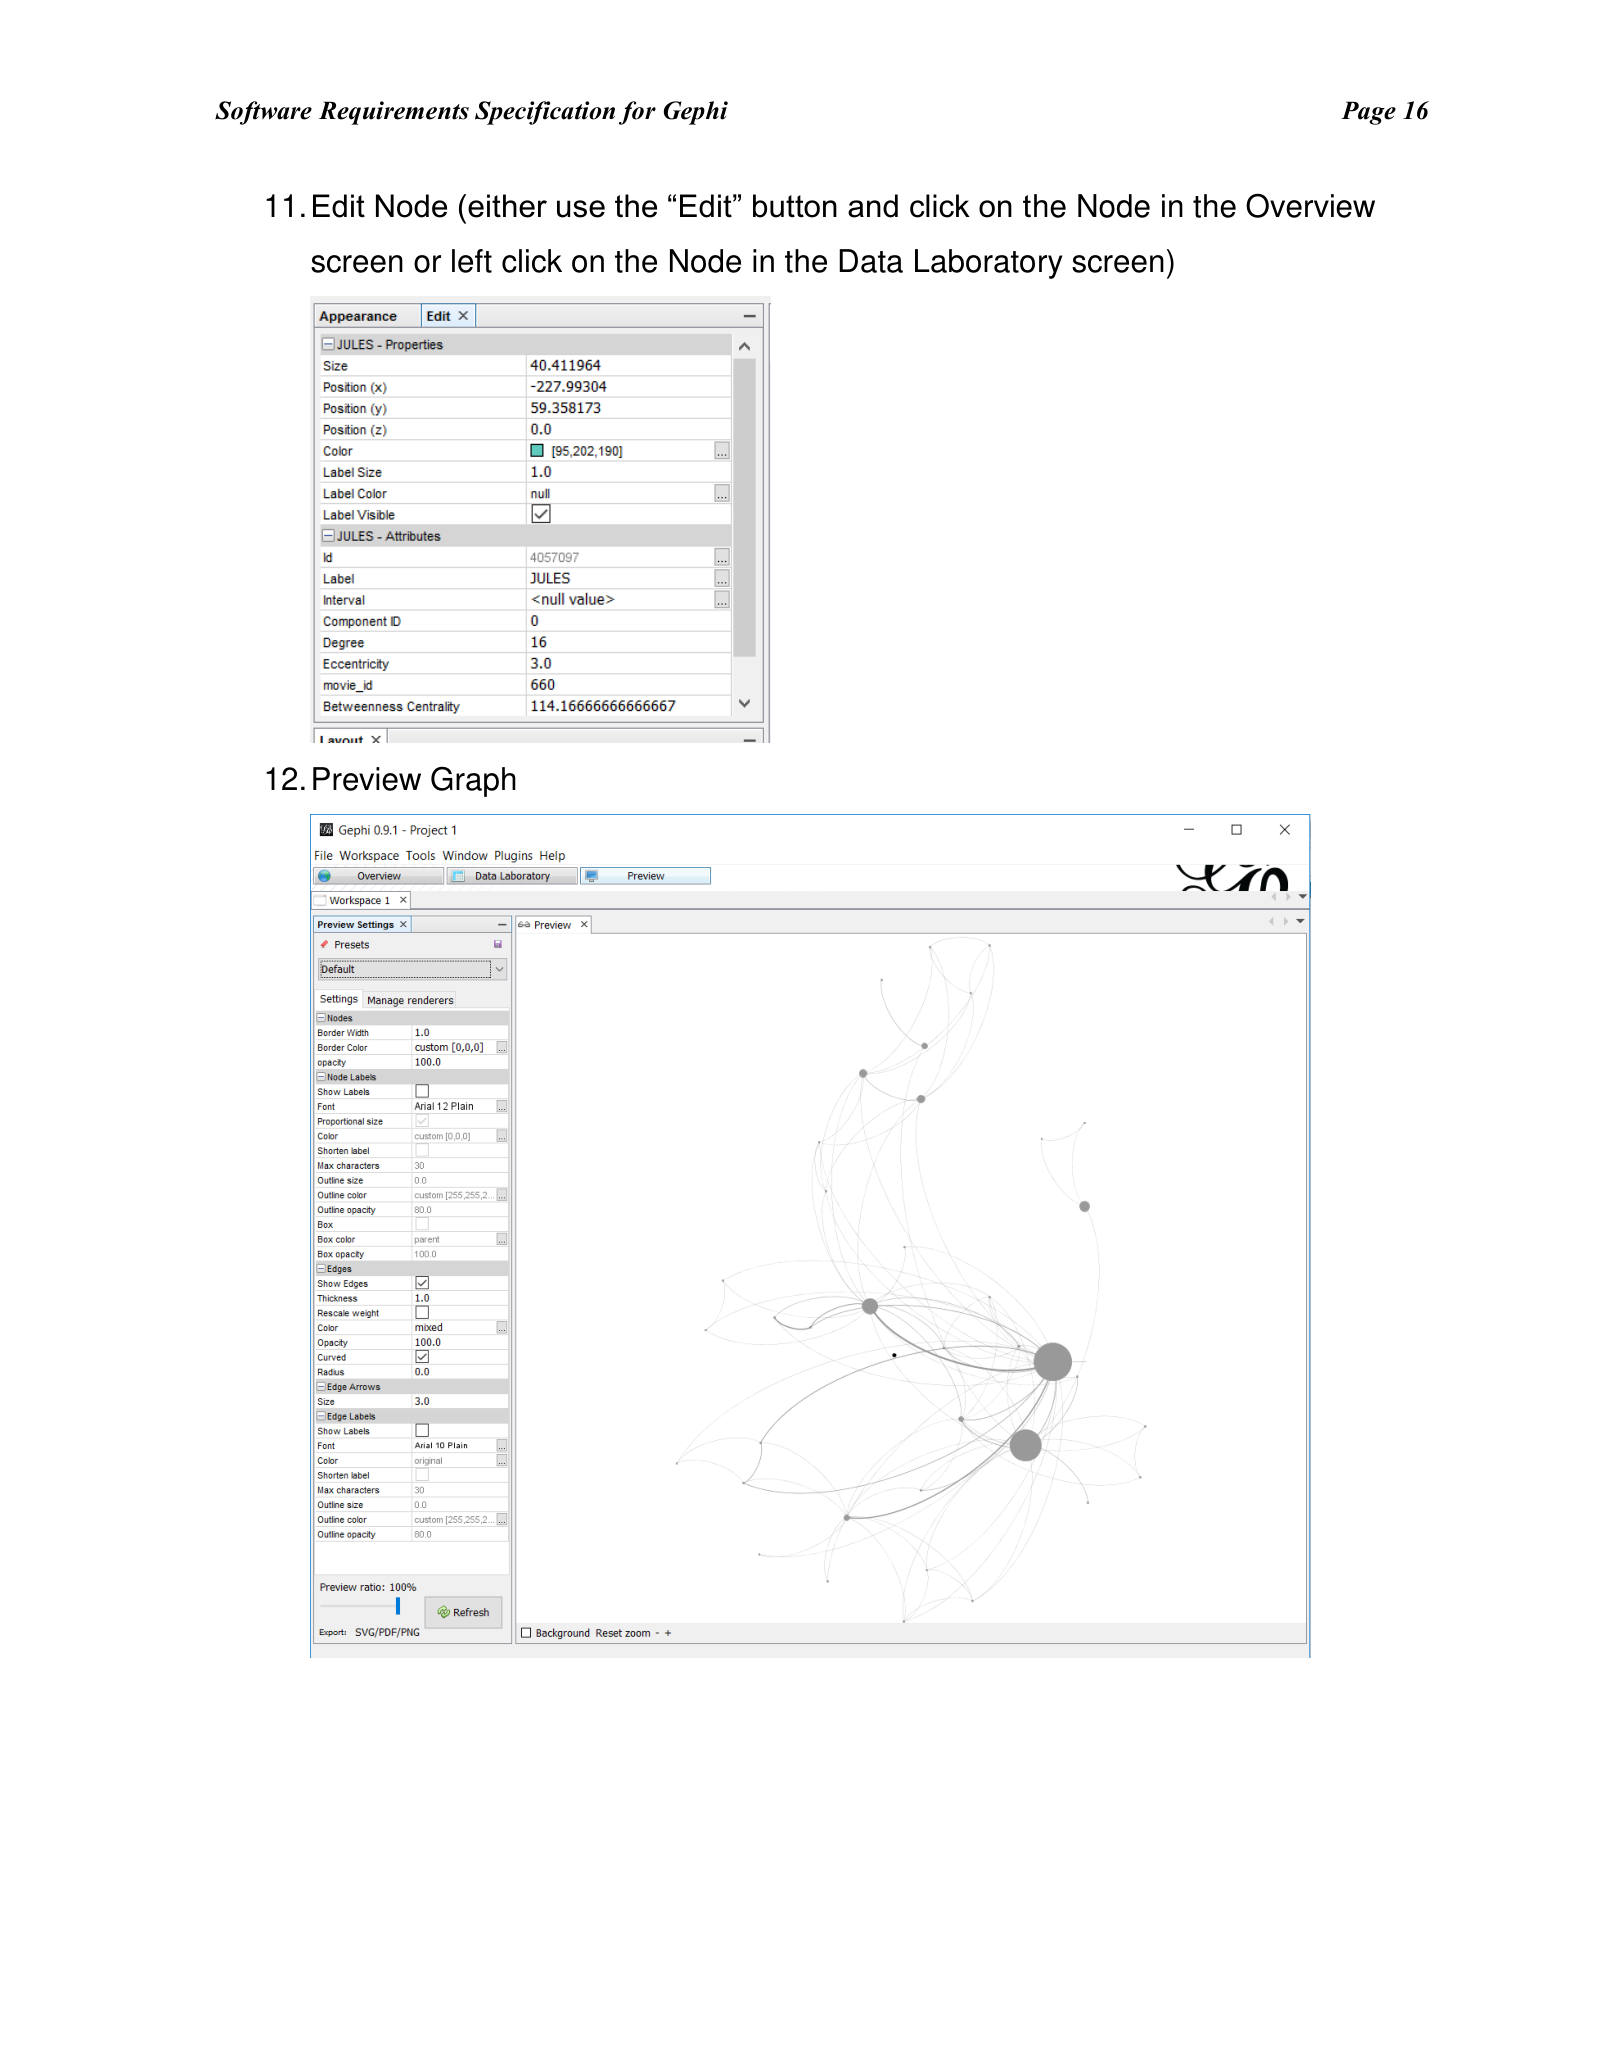 Software Requirements Specification for Gephi Page 16
11. Edit Node (either use the “Edit” button and click on the Node in the Overview
screen or left click on the Node in the Data Laboratory screen)
Appearance Edit
JULES - Properties
Size 40.411964
Position (x) -227.99304
Position (y) 59.358173
Position (z) 0.0
Color [95,202,190] ...
Label Size 1.0
Label Color null ...
Label Visible
JULES - Attributes
Id 4057097 ...
Label JULES ...
Interval <null value> ...
Component ID 0
Degree 16
Eccentricity 3.0
movie_id 660
Betweenness Centrality 114.16666666666667
Layout
12. Preview Graph
Gephi 0.9.1 - Project 1
File Workspace Tools Window Plugins Help
Overview Data Laboratory Preview
Workspace 1
Preview Settings
Preview
Presets
Default
Settings Manage renderers
Nodes
Border Width 1.0
Border Color custom [0,0,0] ...
opacity 100.0
Node Labels
Show Labels
Font Arial 12 Plain ...
Proportional size
Color custom [0,0,0] ...
Shorten label
Max characters 30
Outline size 0.0
Outline color custom [255,255,2... ...
Outline opacity 80.0
Box
Box color parent ...
Box opacity 100.0
Edges
Show Edges
Thickness 1.0
Rescale weight
Color mixed ...
Opacity 100.0
Curved
Radius 0.0
Edge Arrows
Size 3.0
Edge Labels
Show Labels
Font Arial 10 Plain ...
Color original ...
Shorten label
Max characters 30
Outline size 0.0
Outline color custom [255,255,2... ...
Outline opacity 80.0
Preview ratio: 100%
Refresh
Export: SVG/PDF/PNG
Background Reset zoom - +